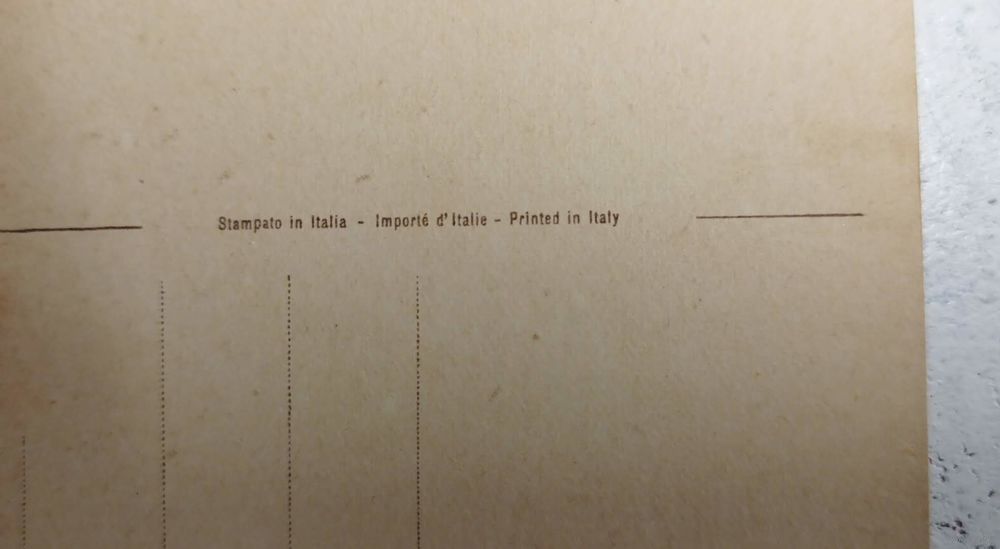 Stampato in Italia - Importé d'Italie - Printed in Italy